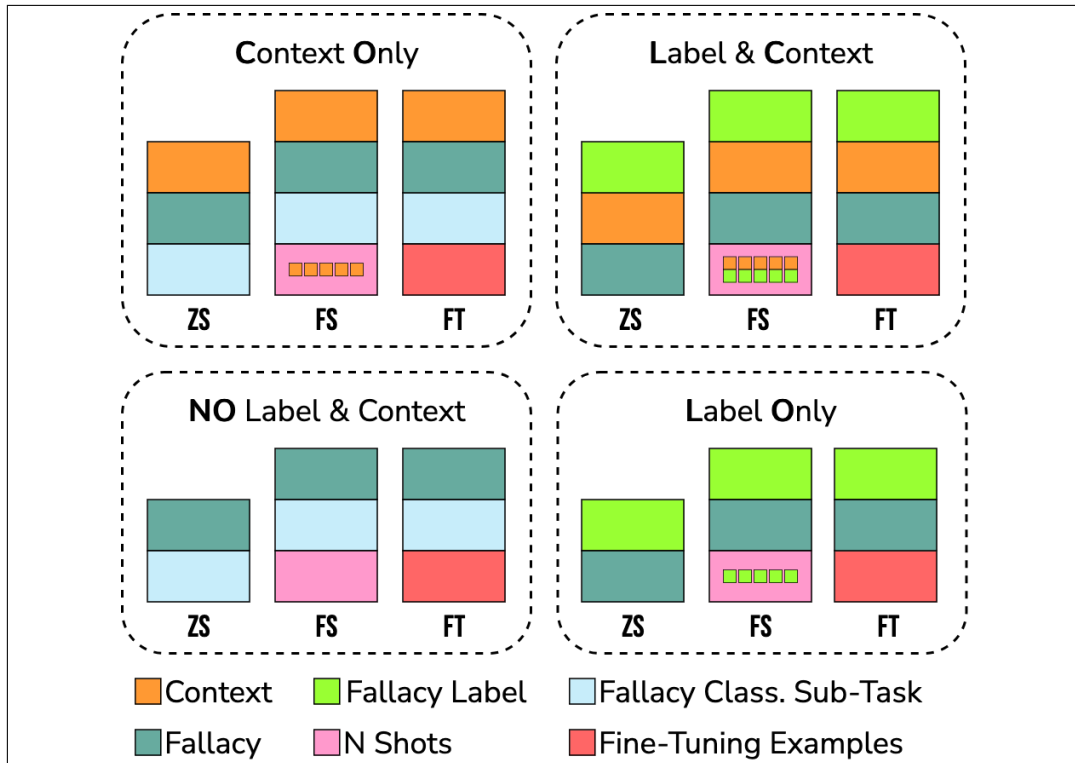 Context Only
ZS FS FT
Label & Context
ZS FS FT
NO Label & Context
ZS FS FT
Label Only
ZS FS FT
Context Fallacy Label Fallacy Class. Sub-Task
Fallacy N Shots Fine-Tuning Examples